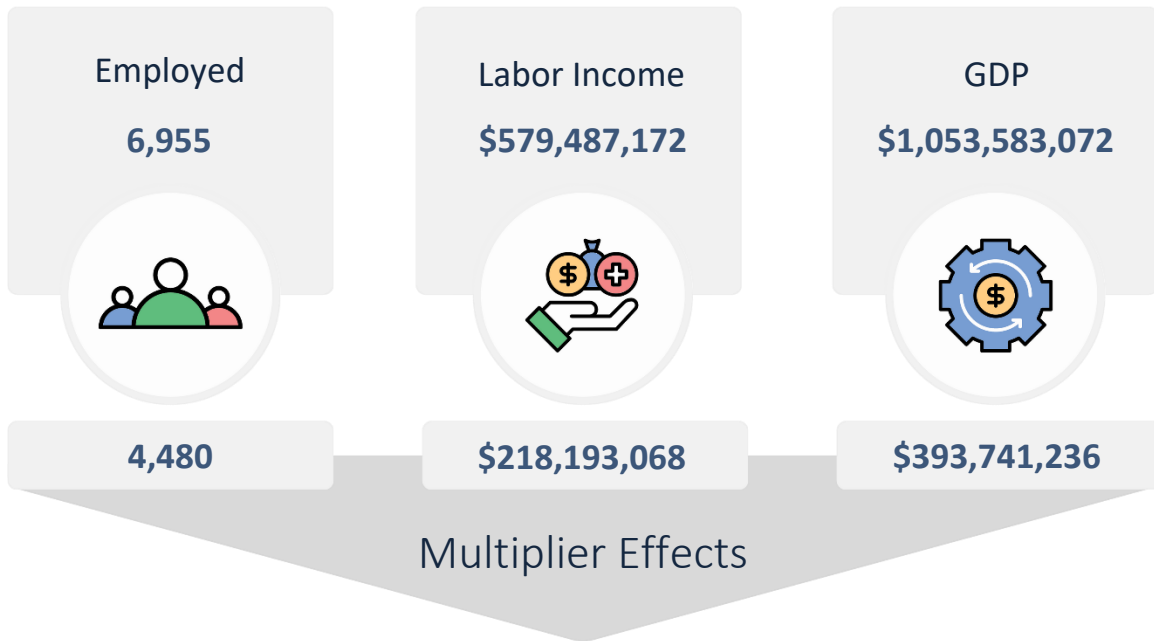 Employed
6,955
Labor Income
$579,487,172
GDP
$1,053,583,072
$
$
4,480
$218,193,068
$393,741,236
Multiplier Effects